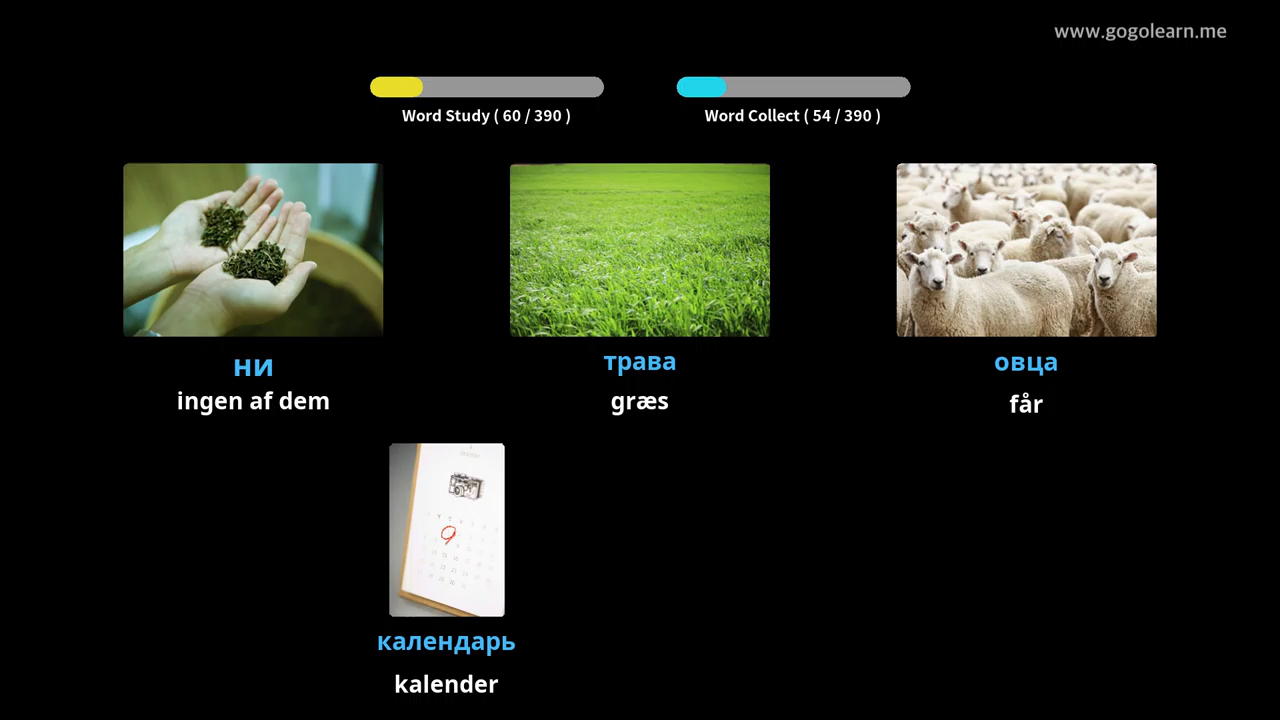 www.gogolearn.me
Word Study ( 60 / 390 )
Word Collect ( 54 / 390 )
ни
ingen af dem
трава
græs
овца
får
календарь
kalender